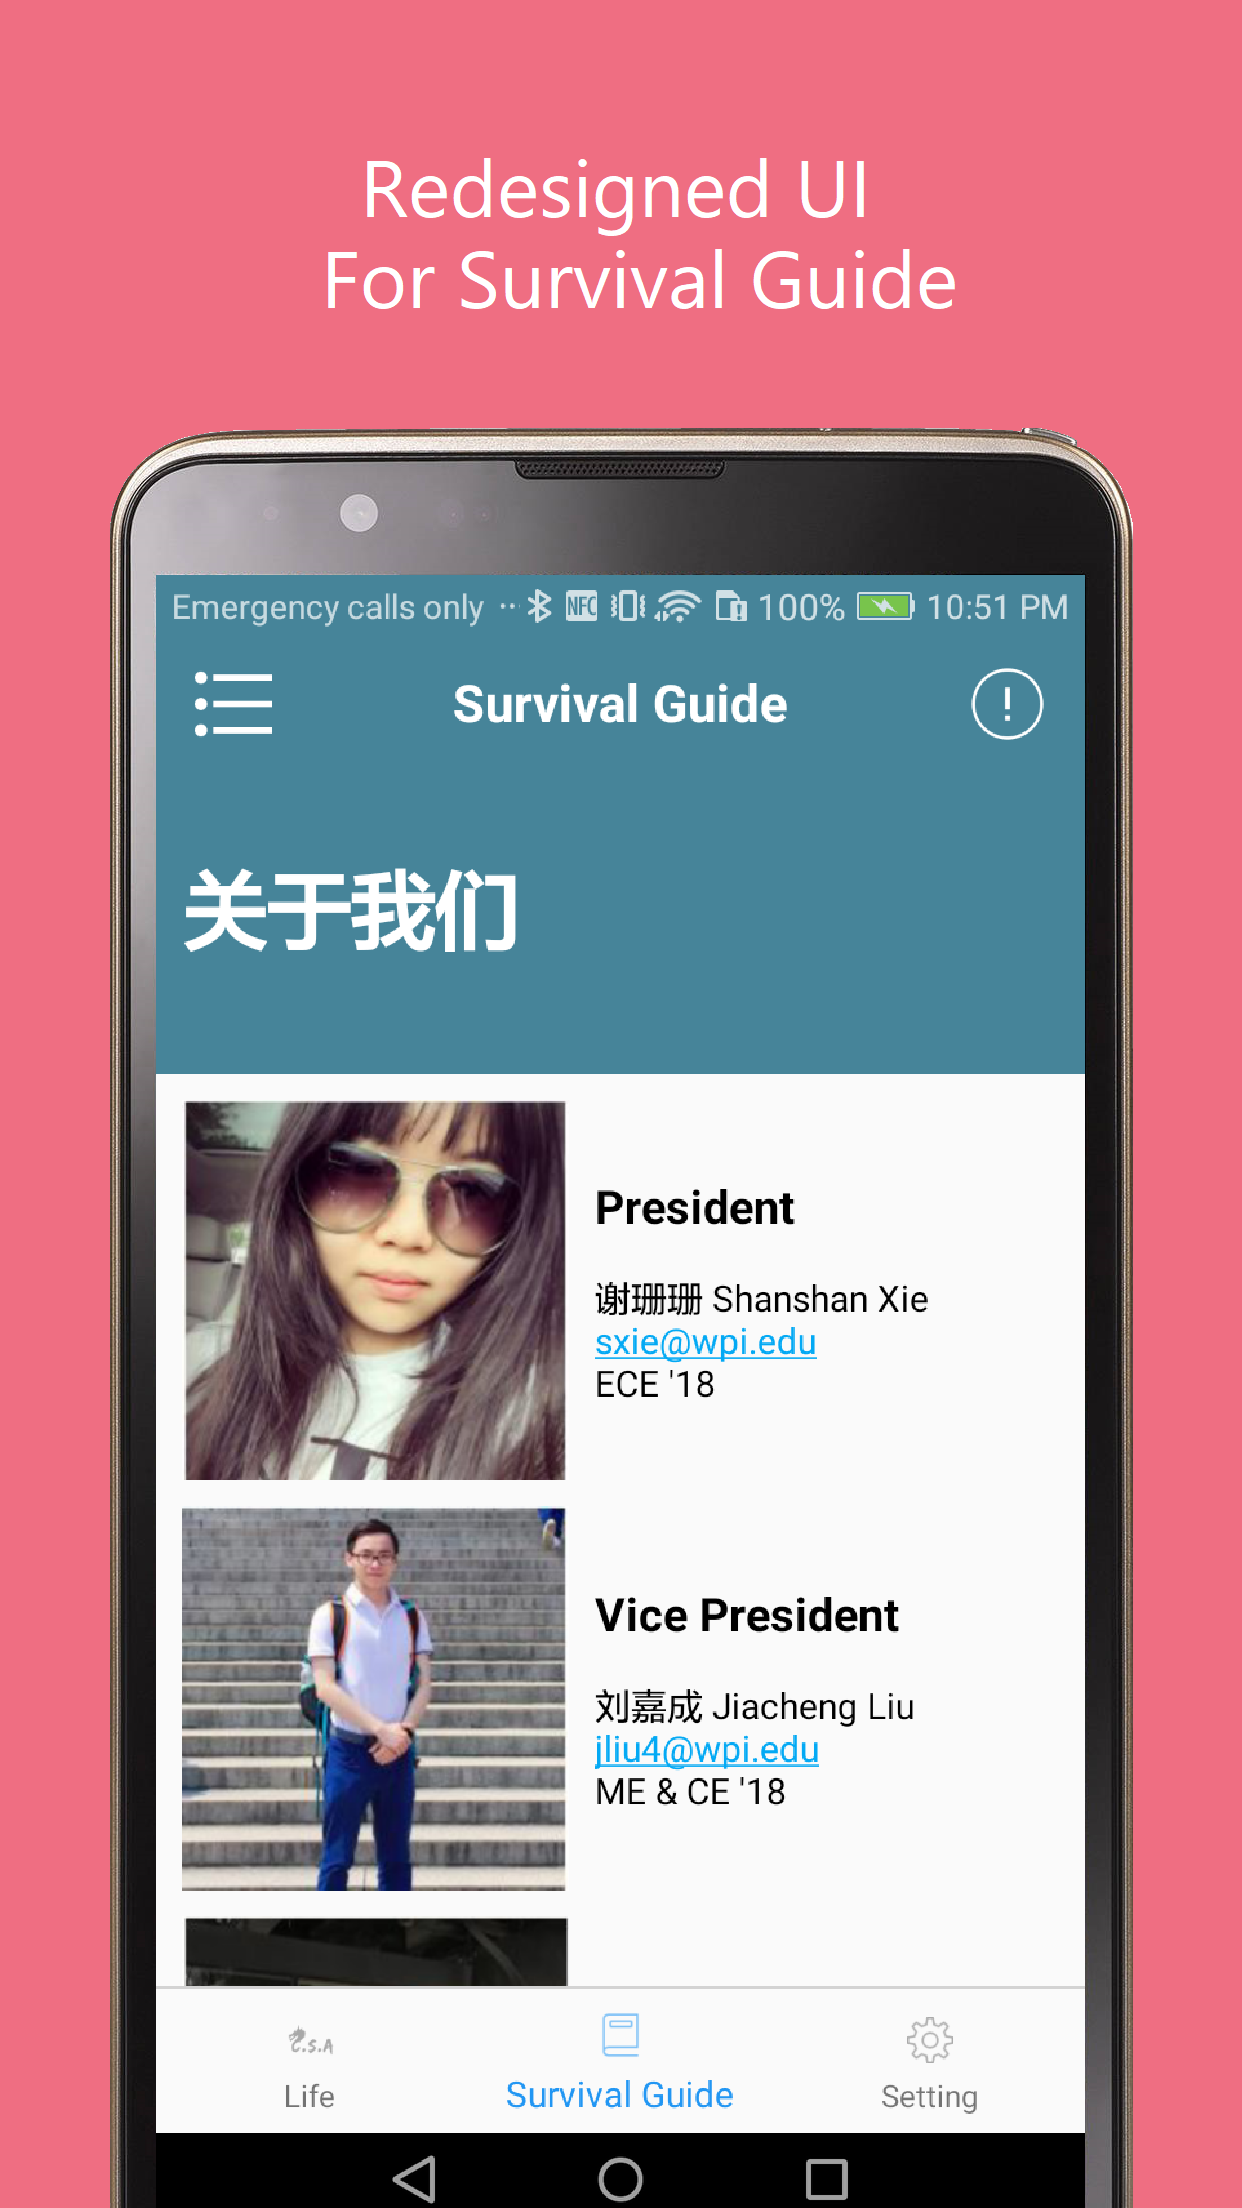 Redesigned UI
For Survival Guide
Emergency calls only ·· NFC 100% 10:51 PM
Survival Guide
关于我们
President
谢珊珊 Shanshan Xie
sxie@wpi.edu
ECE '18
Vice President
刘嘉成 Jiacheng Liu
jliu4@wpi.edu
ME & CE '18
C.S.A
Life
Survival Guide
Setting